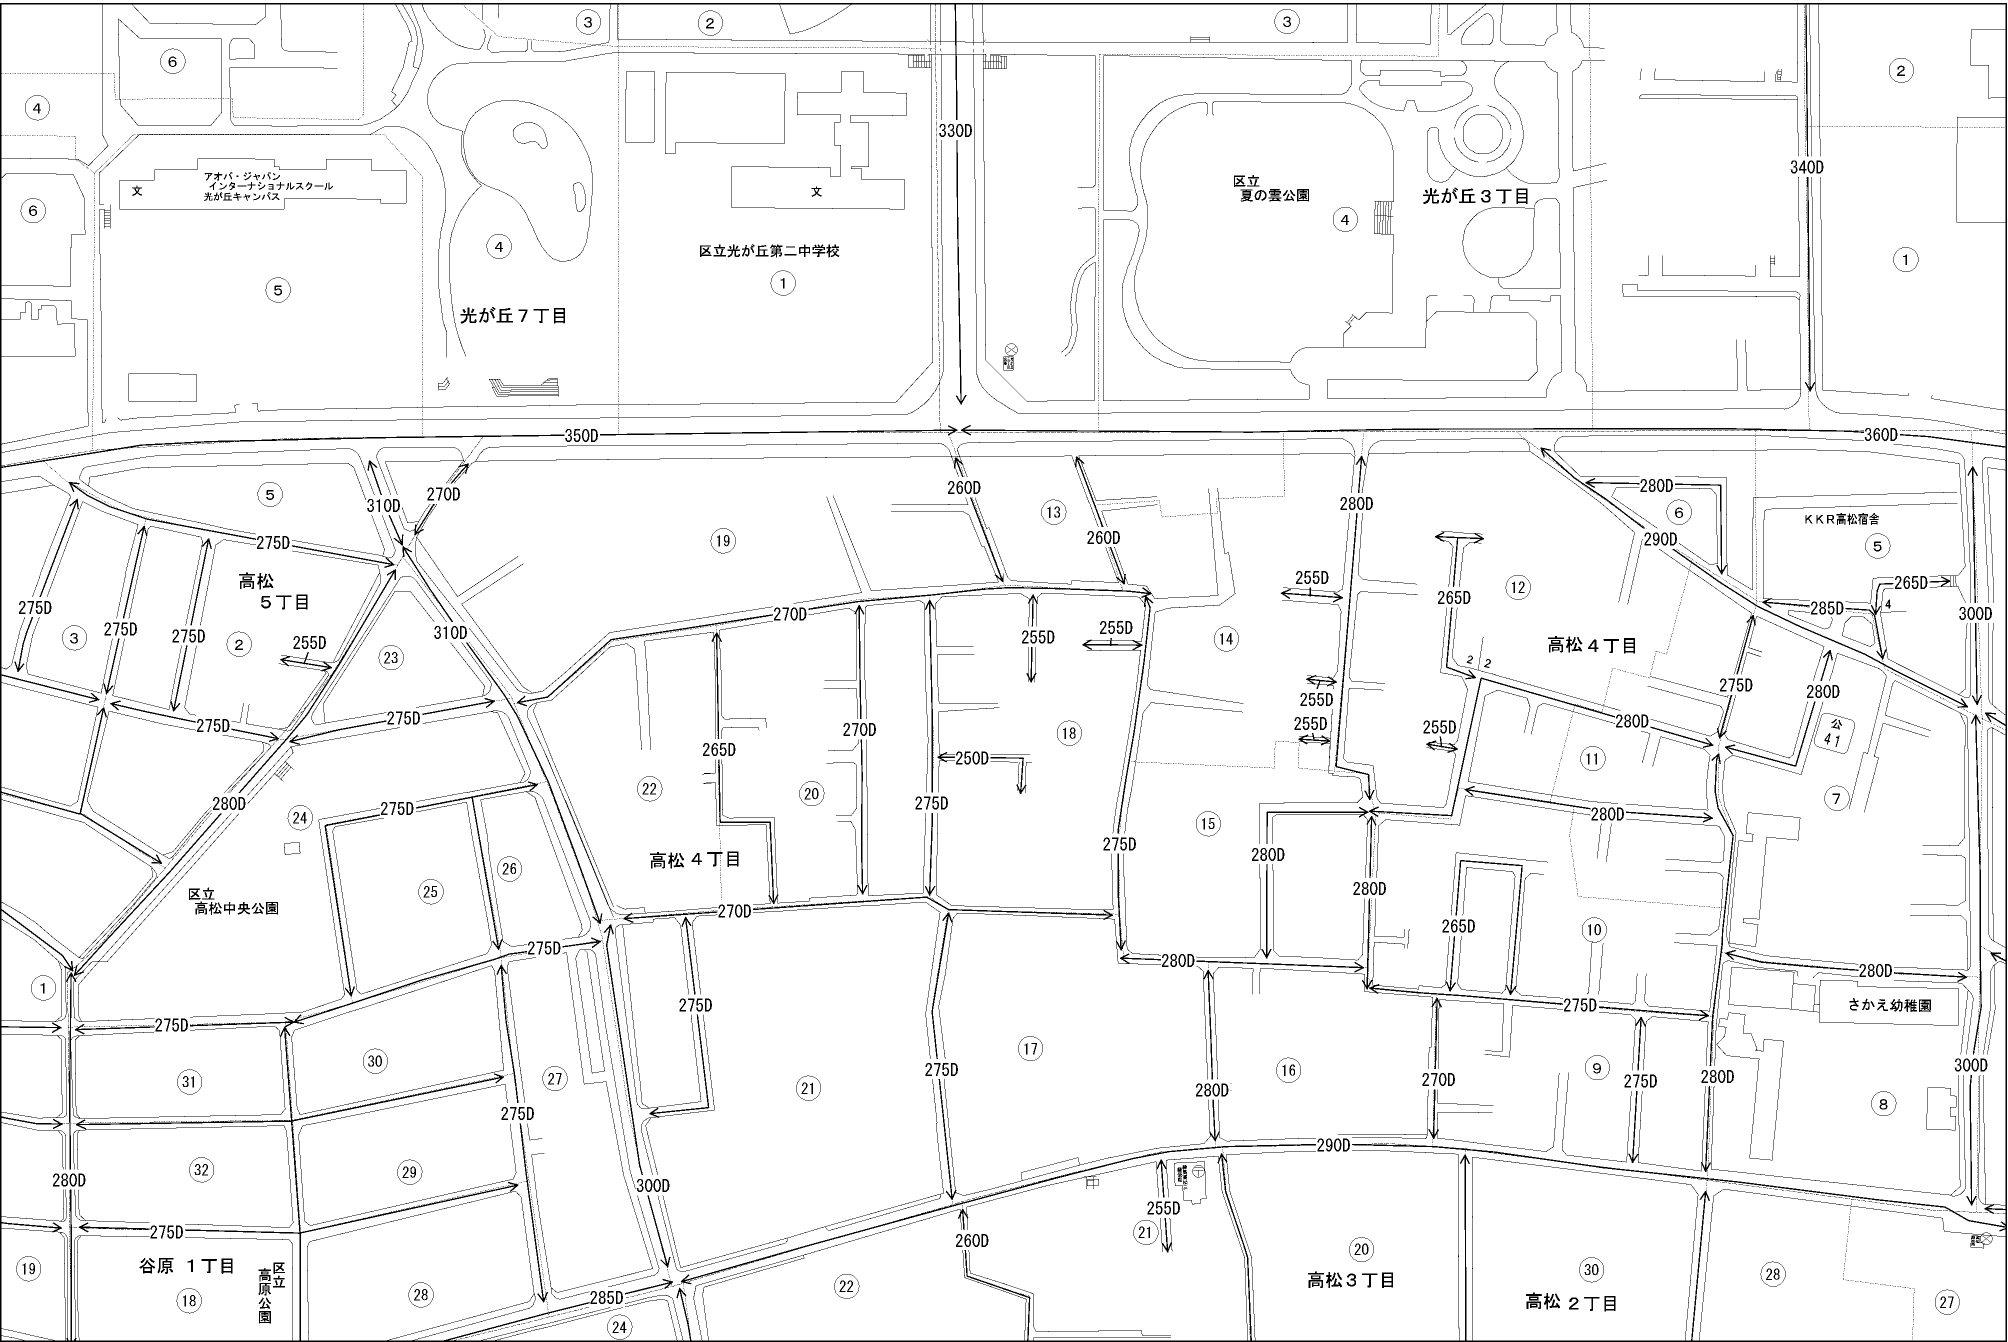 ③
②
③
⑥
②
④
330D
340D
アオバ・ジャパン
インターナショナルスクール
光が丘キャンパス
文
文
区立
夏の雲公園
光が丘3丁目
⑥
④
④
区立光が丘第二中学校
①
⑤
①
光が丘7丁目
350D
360D
310D
270D
260D
⑬
260D
280D
280D
⑥
290D
KKR高松宿舎
⑤
⑤
275D
⑲
高松
5丁目
275D
③
275D
275D
②
255D
㉓
310D
270D
255D
255D
⑭
255D
265D
⑫
高松4丁目
265D
285D
4
300D
2
2
275D
280D
公
41
275D
275D
265D
270D
⑱
250D
255D
255D
255D
280D
⑪
⑦
280D
㉔
275D
㉒
⑳
275D
⑮
280D
275D
280D
280D
高松4丁目
㉖
㉕
区立
高松中央公園
270D
265D
⑩
275D
280D
280D
①
275D
275D
275D
さかえ幼稚園
㉚
㉛
㉗
275D
㉑
275D
⑰
280D
⑯
270D
⑨
275D
280D
300D
⑧
㉜
㉙
280D
300D
290D
255D
275D
260D
㉑
⑲
谷原 1丁目
⑱
区立
高原公園
㉘
285D
㉔
㉒
⑳
高松3丁目
㉚
高松2丁目
㉘
㉗